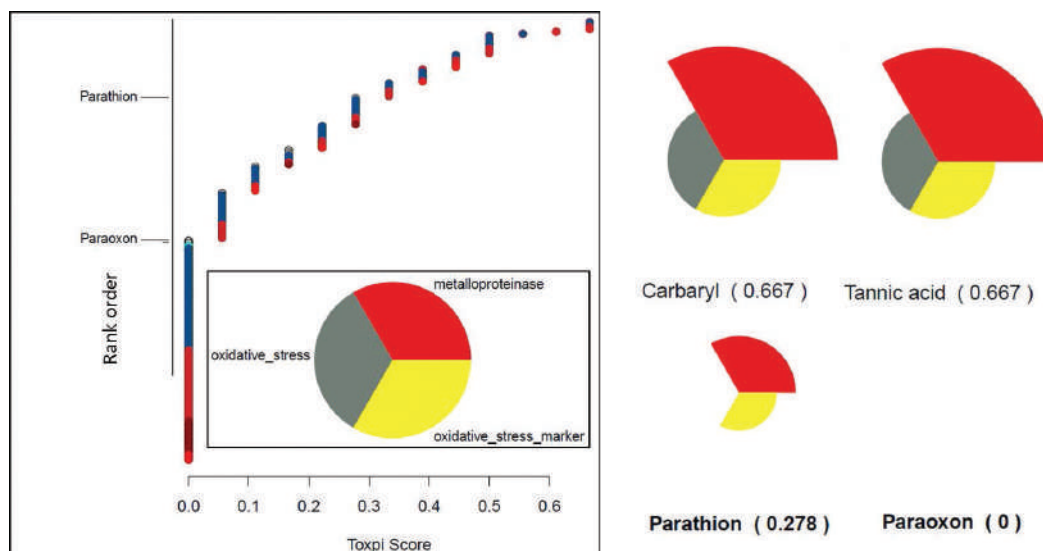 Parathion
Paraoxon
Rank order
metalloproteinase
oxidative_stress
oxidative_stress_marker
0.0 0.1 0.2 0.3 0.4 0.5 0.6
Toxpi Score
Carbaryl ( 0.667 ) Tannic acid ( 0.667 )
Parathion ( 0.278 ) Paraoxon ( 0 )